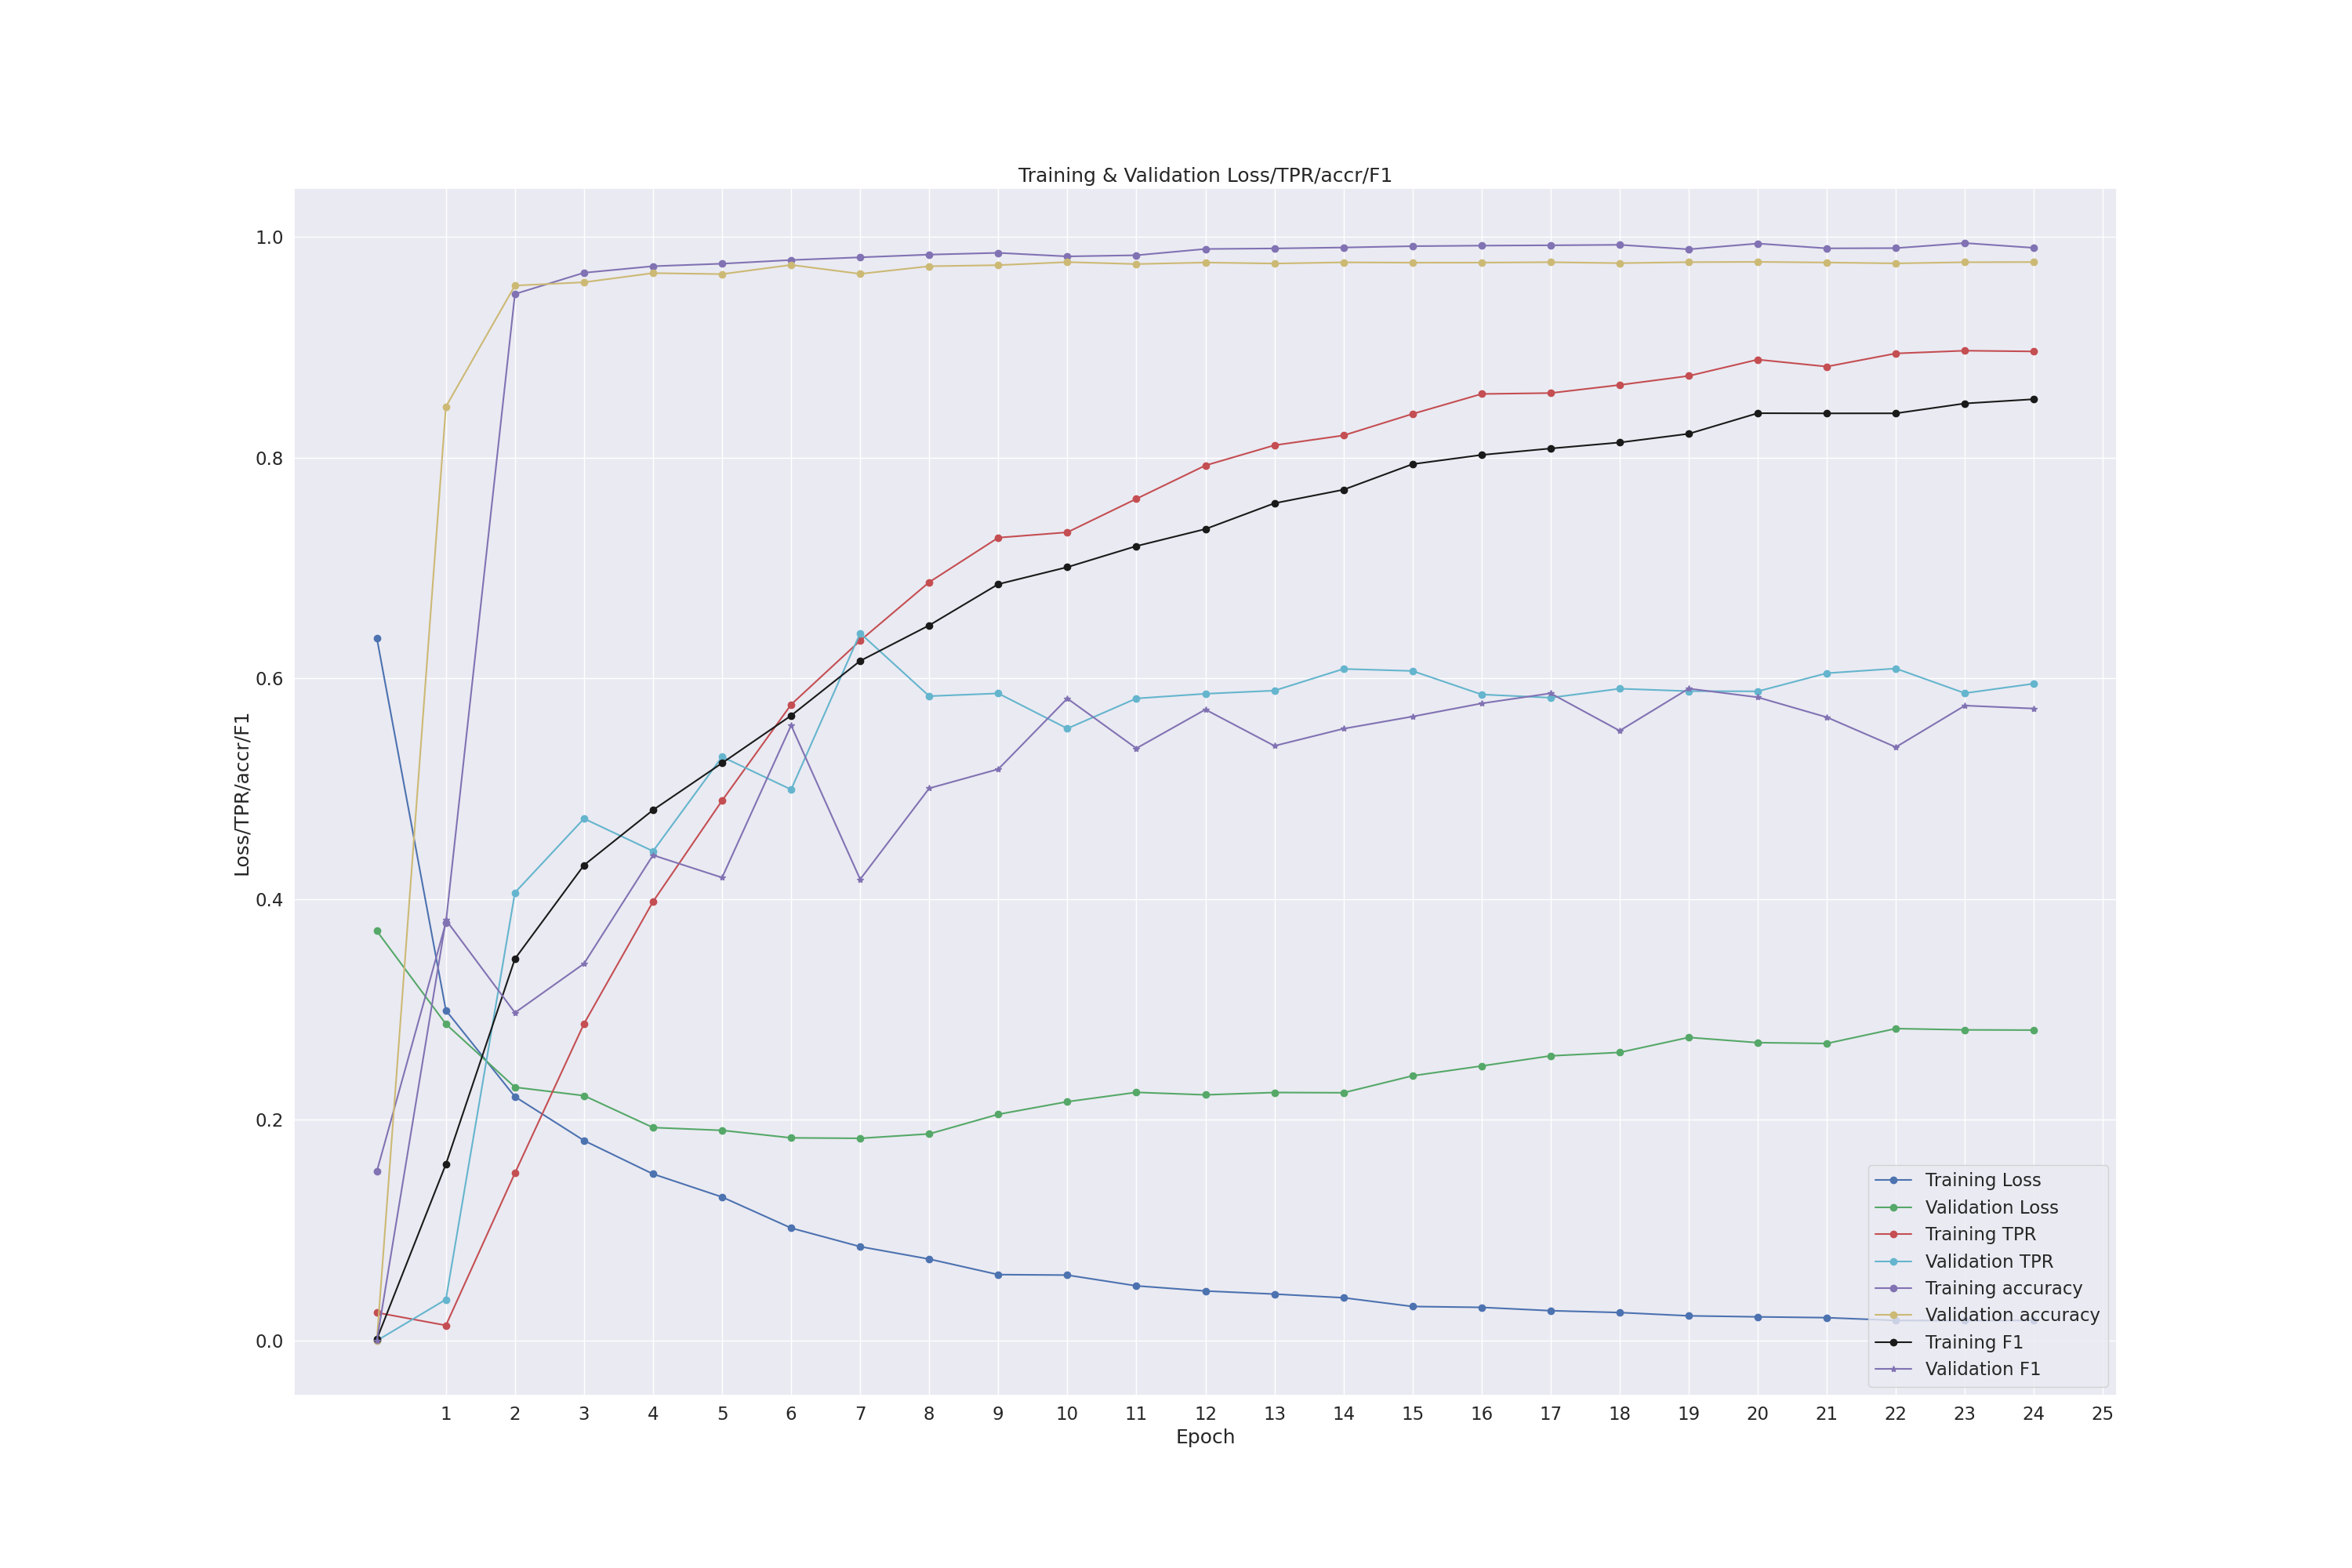 Training & Validation Loss/TPR/accr/F1
Loss/TPR/accr/F1
1.0
0.8
0.6
0.4
0.2
0.0
Training Loss
Validation Loss
Training TPR
Validation TPR
Training accuracy
Validation accuracy
Training F1
Validation F1
1 2 3 4 5 6 7 8 9 10 11 12 13 14 15 16 17 18 19 20 21 22 23 24 25
Epoch